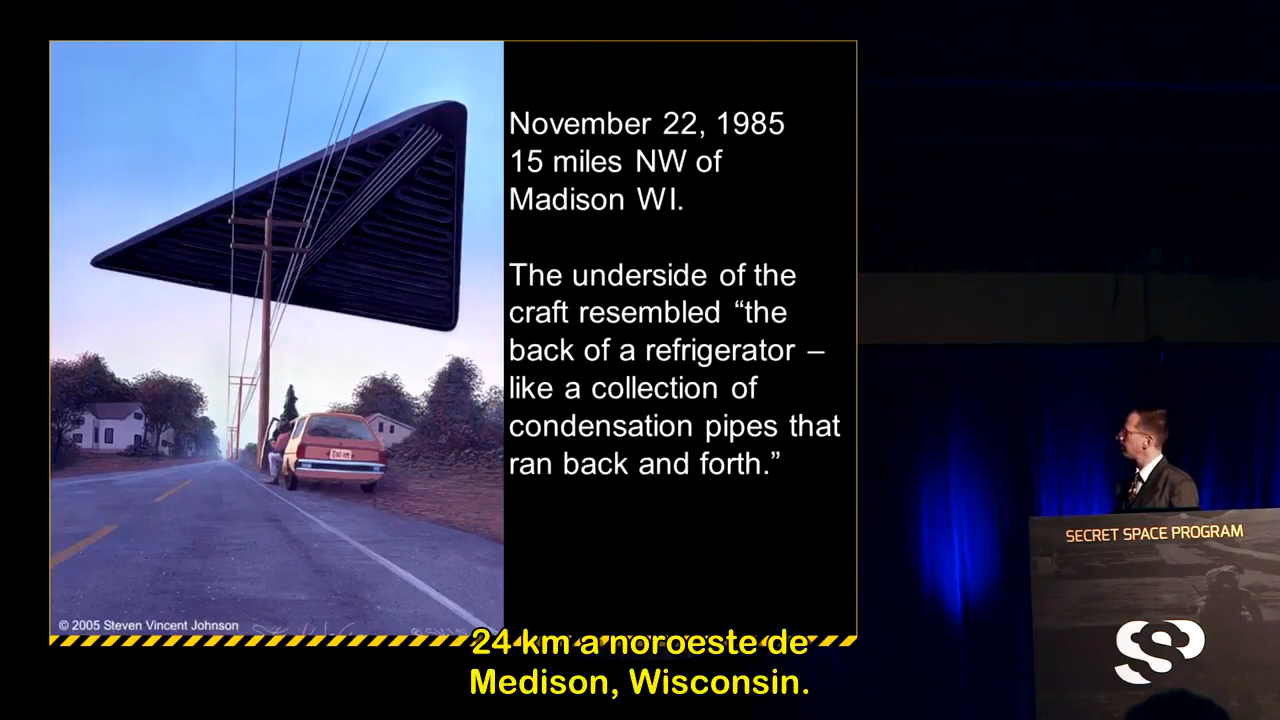 November 22, 1985
15 miles NW of
Madison WI.
The underside of the
craft resembled “the
back of a refrigerator –
like a collection of
condensation pipes that
ran back and forth.”
© 2005 Steven Vincent Johnson
SECRET SPACE PROGRAM
SSP
24 km a noroeste de
Medison, Wisconsin.